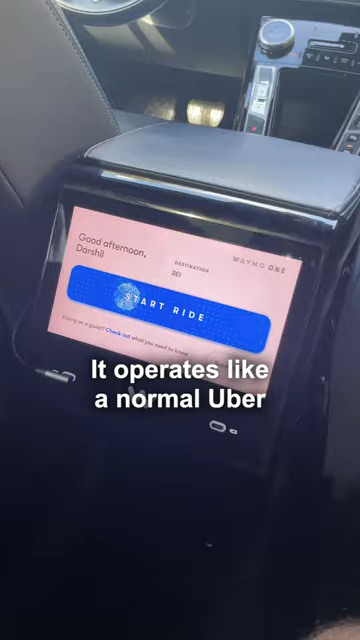 Good afternoon,
Darshil
DESTINATION
REI
WAYMO ONE
START RIDE
Riding as a guest? Check out what you need to know
It operates like
a normal Uber